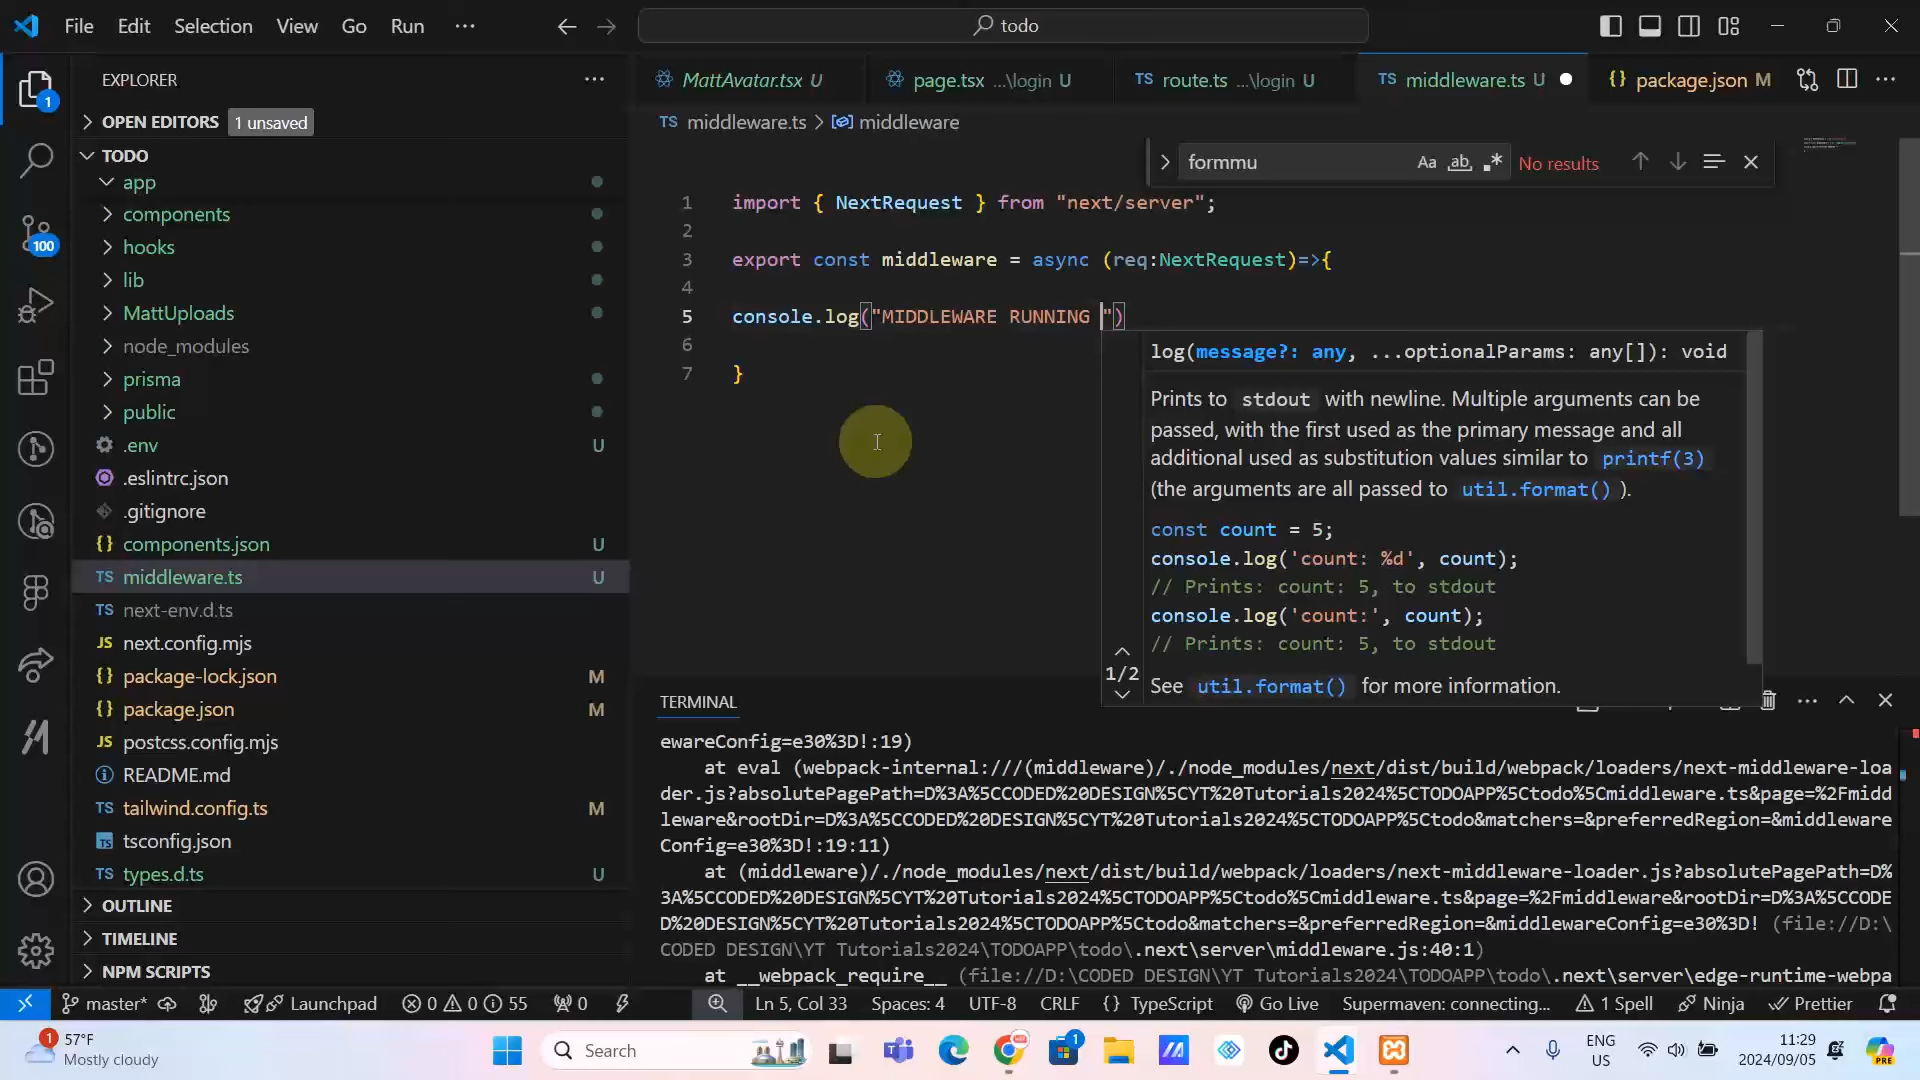 File Edit Selection View Go Run ···
todo
EXPLORER
OPEN EDITORS 1 unsaved
TODO
app
components
hooks
lib
MattUploads
node_modules
prisma
public
.env U
.eslintrc.json
.gitignore
components.json U
middleware.ts U
next-env.d.ts
next.config.mjs
package-lock.json M
package.json M
postcss.config.mjs
README.md
tailwind.config.ts M
tsconfig.json
types.d.ts U
OUTLINE
TIMELINE
NPM SCRIPTS
MattAvatar.tsx U page.tsx ...\login U TS route.ts ...\login U TS middleware.ts U {} package.json M
TS middleware.ts > middleware
formmu Aa ab .* No results
1 import { NextRequest } from "next/server";
2
3 export const middleware = async (req:NextRequest)=>{
4
5 console.log("MIDDLEWARE RUNNING ")
6
7 }
log(message?: any, ...optionalParams: any[]): void
Prints to stdout with newline. Multiple arguments can be
passed, with the first used as the primary message and all
additional used as substitution values similar to printf(3)
(the arguments are all passed to util.format() ).
const count = 5;
console.log('count: %d', count);
// Prints: count: 5, to stdout
console.log('count:', count);
// Prints: count: 5, to stdout
1/2
See util.format() for more information.
TERMINAL
ewareConfig=e30%3D!:19)
at eval (webpack-internal:///(middleware)/./node_modules/next/dist/build/webpack/loaders/next-middleware-loa
der.js?absolutePagePath=D%3A%5CCODED%20DESIGN%5CYT%20Tutorials2024%5CTODOAPP%5Ctodo%5Cmiddleware.ts&page=%2Fmidd
leware&rootDir=D%3A%5CCODED%20DESIGN%5CYT%20Tutorials2024%5CTODOAPP%5Ctodo&matchers=&preferredRegion=&middleware
Config=e30%3D!:19:11)
at (middleware)/./node_modules/next/dist/build/webpack/loaders/next-middleware-loader.js?absolutePagePath=D%
3A%5CCODED%20DESIGN%5CYT%20Tutorials2024%5CTODOAPP%5Ctodo%5Cmiddleware.ts&page=%2Fmiddleware&rootDir=D%3A%5CCODE
D%20DESIGN%5CYT%20Tutorials2024%5CTODOAPP%5Ctodo&matchers=&preferredRegion=&middlewareConfig=e30%3D! (file://D:\
CODED DESIGN\YT Tutorials2024\TODOAPP\todo\.next\server\middleware.js:40:1)
at __webpack_require__ (file://D:\CODED DESIGN\YT Tutorials2024\TODOAPP\todo\.next\server\edge-runtime-webpa
master* Launchpad 0 0 55 0 Ln 5, Col 33 Spaces: 4 UTF-8 CRLF {} TypeScript Go Live Supermaven: connecting... 1 Spell Ninja Prettier
1
100
57°F
Mostly cloudy
Search
ENG
US
11:29
2024/09/05
PRE